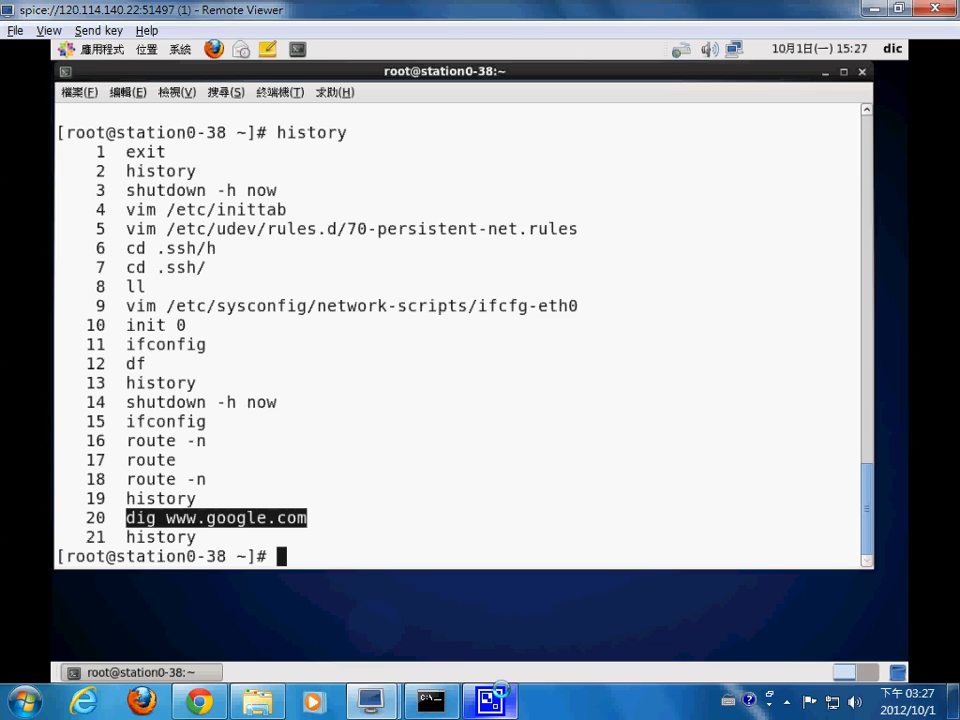 spice://120.114.140.22:51497 (1) - Remote Viewer
File View Send key Help
應用程式 位置 系統 10月1日(一) 15:27 dic
root@station0-38:~
檔案(F) 編輯(E) 檢視(V) 搜尋(S) 終端機(T) 求助(H)
[root@station0-38 ~]# history
1 exit
2 history
3 shutdown -h now
4 vim /etc/inittab
5 vim /etc/udev/rules.d/70-persistent-net.rules
6 cd .ssh/h
7 cd .ssh/
8 ll
9 vim /etc/sysconfig/network-scripts/ifcfg-eth0
10 init 0
11 ifconfig
12 df
13 history
14 shutdown -h now
15 ifconfig
16 route -n
17 route
18 route -n
19 history
20 dig www.google.com
21 history
[root@station0-38 ~]#
root@station0-38:~
下午 03:27
2012/10/1